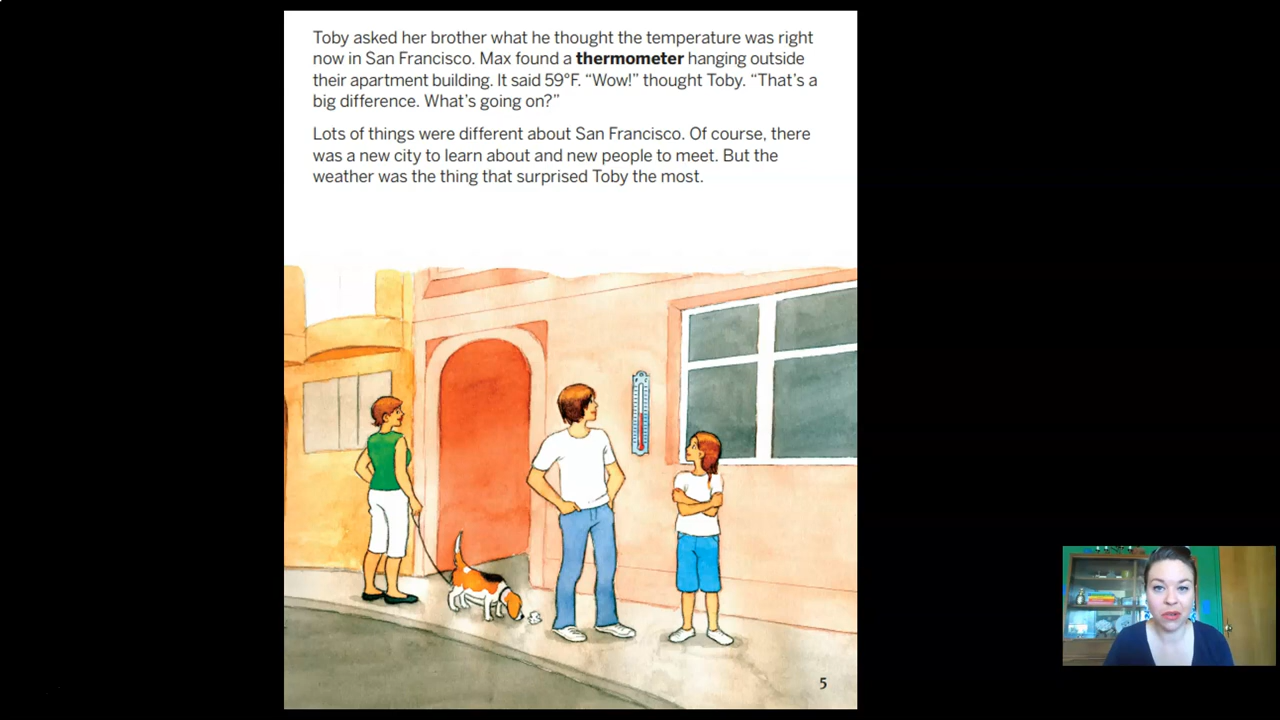 Toby asked her brother what he thought the temperature was right
now in San Francisco. Max found a thermometer hanging outside
their apartment building. It said 59°F. “Wow!” thought Toby. “That’s a
big difference. What’s going on?”
Lots of things were different about San Francisco. Of course, there
was a new city to learn about and new people to meet. But the
weather was the thing that surprised Toby the most.
5